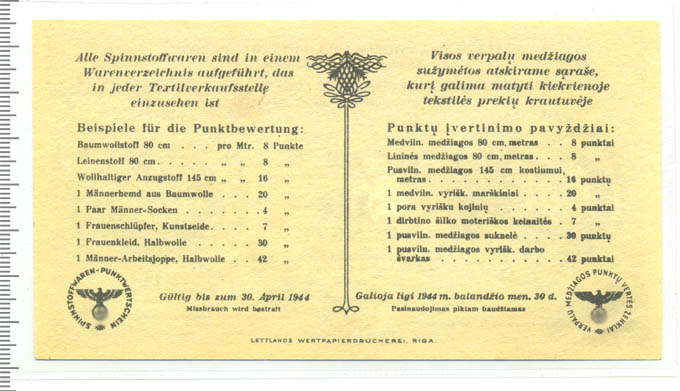 Alle Spinnstoffwaren sind in einem
Warenverzeichnis aufgeführt, das
in jeder Textilverkaufsstelle
einzusehen ist
Beispiele für die Punktbewertung:
Baumwollstoff 80 cm . . . pro Mtr. 8 Punkte
Leinenstoff 80 cm . . . . „ „ 8 „
Wollhaltiger Anzugstoff 145 cm „ „ 16 „
1 Männerhemd aus Baumwolle . . . 20 „
1 Paar Männer-Socken . . . . . 4 „
1 Frauenschlüpfer, Kunstseide . . . . 7 „
1 Frauenkleid, Halbwolle . . . . 30 „
1 Männer-Arbeitsjoppe, Halbwolle . . 42 „
SPINNSTOFFWAREN-PUNKTWERTSCHEIN
Gültig bis zum 30. April 1944
Missbrauch wird bestraft
Visos verpalų medžiagos
sužymėtos atskirame sąraše,
kurį galima matyti kiekvienoje
tekstilės prekių krautuvėje
Punktų įvertinimo pavyzdžiai:
Medviln. medžiagos 80 cm, metras . . 8 punktai
Lininės medžiagos 80 cm, metras . . 8 „
Pusviln. medžiagos 145 cm kostiumui,
metras . . . . . . . . . 16 punktų
1 medviln. vyrišk. marškiniai . . . 20 „
1 pora vyrišku kojinių . . . . . 4 punktai
1 dirbtino šilko moteriškos kelnaitės . 7 „
1 pusviln. medžiagos suknelė . . . 30 punktų
1 pusviln. medžiagos vyrišk. darbo
švarkas . . . . . . . . . 42 punktai
Galioja ligi 1944 m. balandžio mėn. 30 d.
Pasinaudojimas piktam baudžiamas
VERPALŲ MEDŽIAGOS PUNKTŲ VERTĖS ŽENKLAI
LETTLANDS WERTPAPIERDRUCKEREI, RIGA.